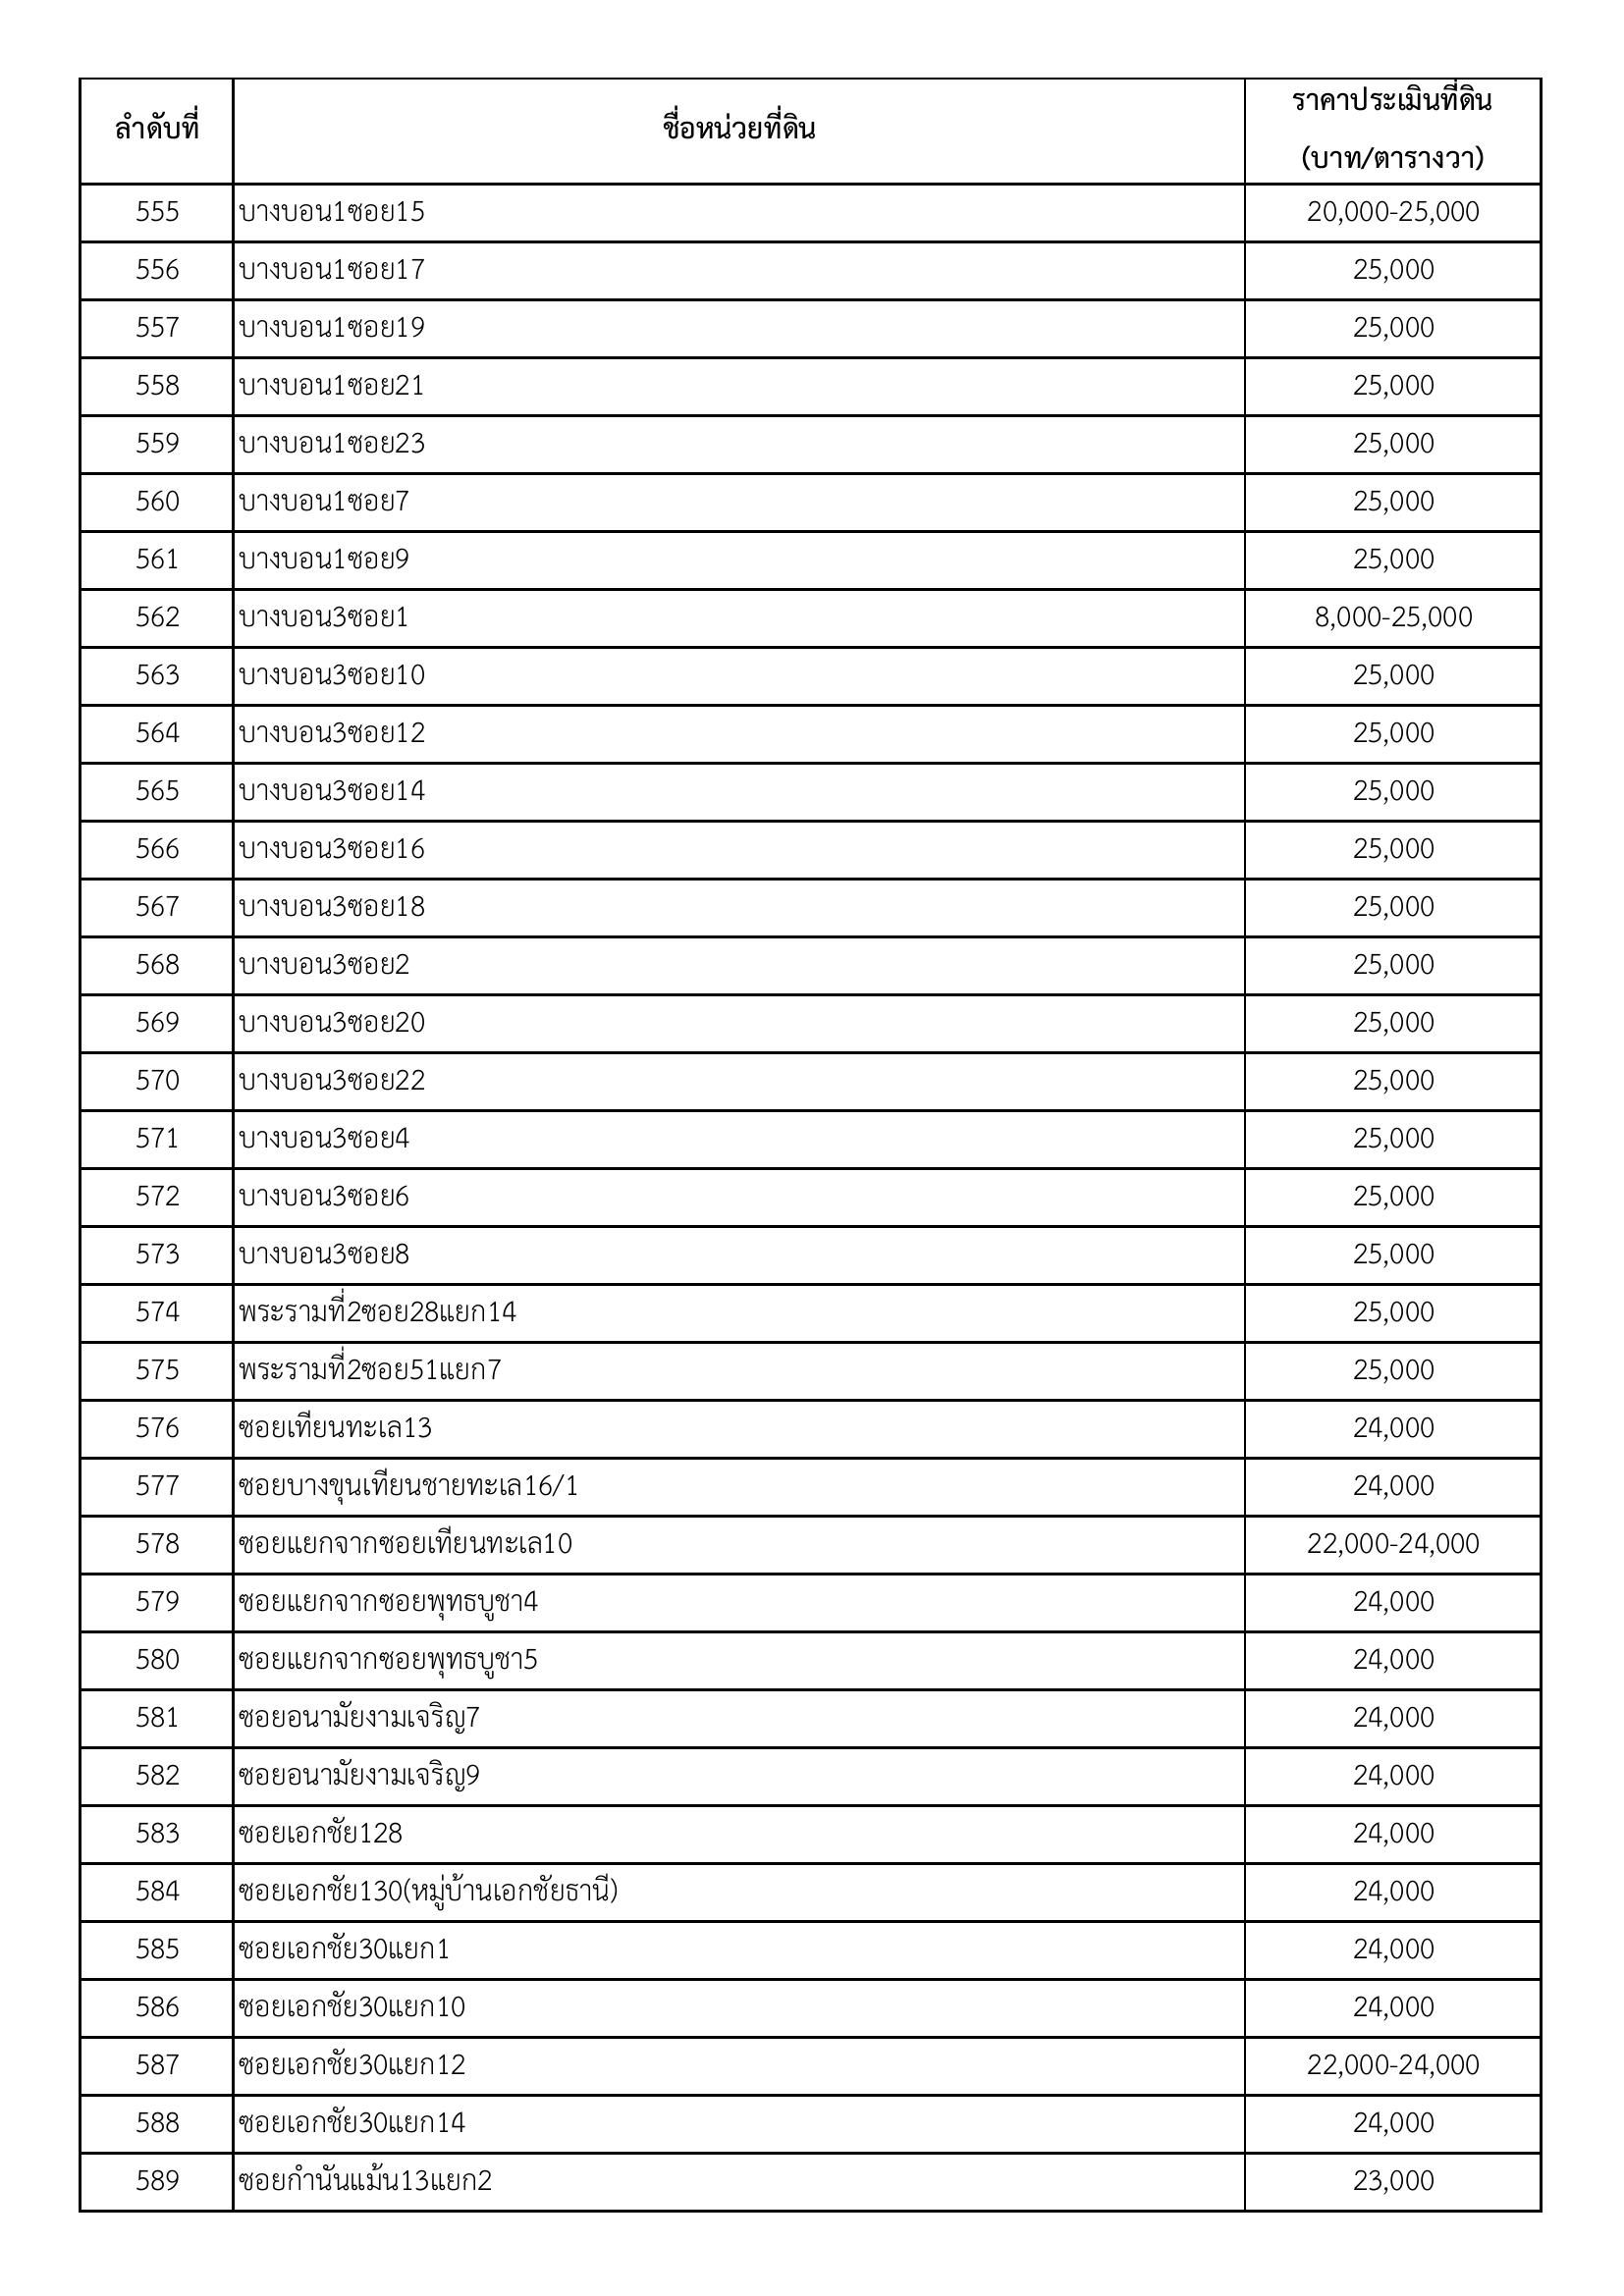 ลำดับที่ ชื่อหน่วยที่ดิน ราคาประเมินที่ดิน
(บาท/ตารางวา)
555 บางบอน1ซอย15 20,000-25,000
556 บางบอน1ซอย17 25,000
557 บางบอน1ซอย19 25,000
558 บางบอน1ซอย21 25,000
559 บางบอน1ซอย23 25,000
560 บางบอน1ซอย7 25,000
561 บางบอน1ซอย9 25,000
562 บางบอน3ซอย1 8,000-25,000
563 บางบอน3ซอย10 25,000
564 บางบอน3ซอย12 25,000
565 บางบอน3ซอย14 25,000
566 บางบอน3ซอย16 25,000
567 บางบอน3ซอย18 25,000
568 บางบอน3ซอย2 25,000
569 บางบอน3ซอย20 25,000
570 บางบอน3ซอย22 25,000
571 บางบอน3ซอย4 25,000
572 บางบอน3ซอย6 25,000
573 บางบอน3ซอย8 25,000
574 พระรามที่2ซอย28แยก14 25,000
575 พระรามที่2ซอย51แยก7 25,000
576 ซอยเทียนทะเล13 24,000
577 ซอยบางขุนเทียนชายทะเล16/1 24,000
578 ซอยแยกจากซอยเทียนทะเล10 22,000-24,000
579 ซอยแยกจากซอยพุทธบูชา4 24,000
580 ซอยแยกจากซอยพุทธบูชา5 24,000
581 ซอยอนามัยงามเจริญ7 24,000
582 ซอยอนามัยงามเจริญ9 24,000
583 ซอยเอกชัย128 24,000
584 ซอยเอกชัย130(หมู่บ้านเอกชัยธานี) 24,000
585 ซอยเอกชัย30แยก1 24,000
586 ซอยเอกชัย30แยก10 24,000
587 ซอยเอกชัย30แยก12 22,000-24,000
588 ซอยเอกชัย30แยก14 24,000
589 ซอยกำนันแม้น13แยก2 23,000